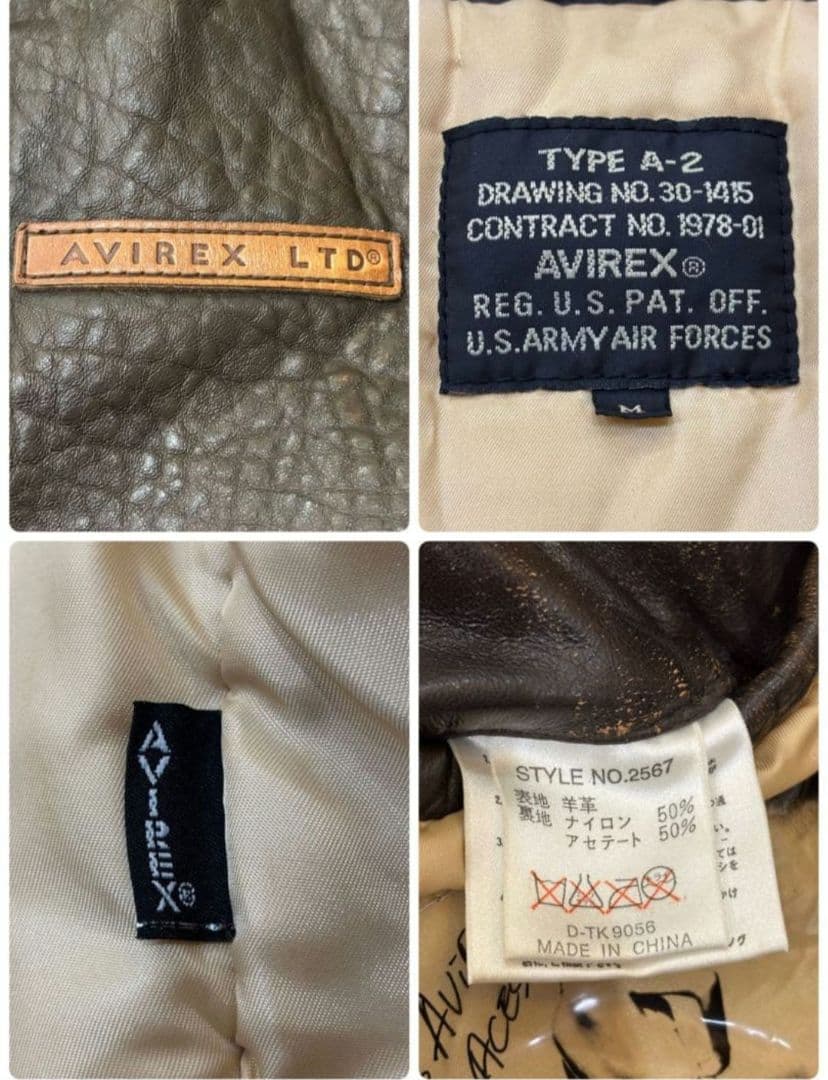 AVIREX LTD®
TYPE A-2
DRAWING NO. 30-1415
CONTRACT NO. 1978-01
AVIREX®
REG. U.S. PAT. OFF.
U.S. ARMY AIR FORCES
M
AVIREX®
STYLE NO.2567
表地 羊革
裏地 ナイロン 50%
アセテート 50%
D-TK9056
MADE IN CHINA